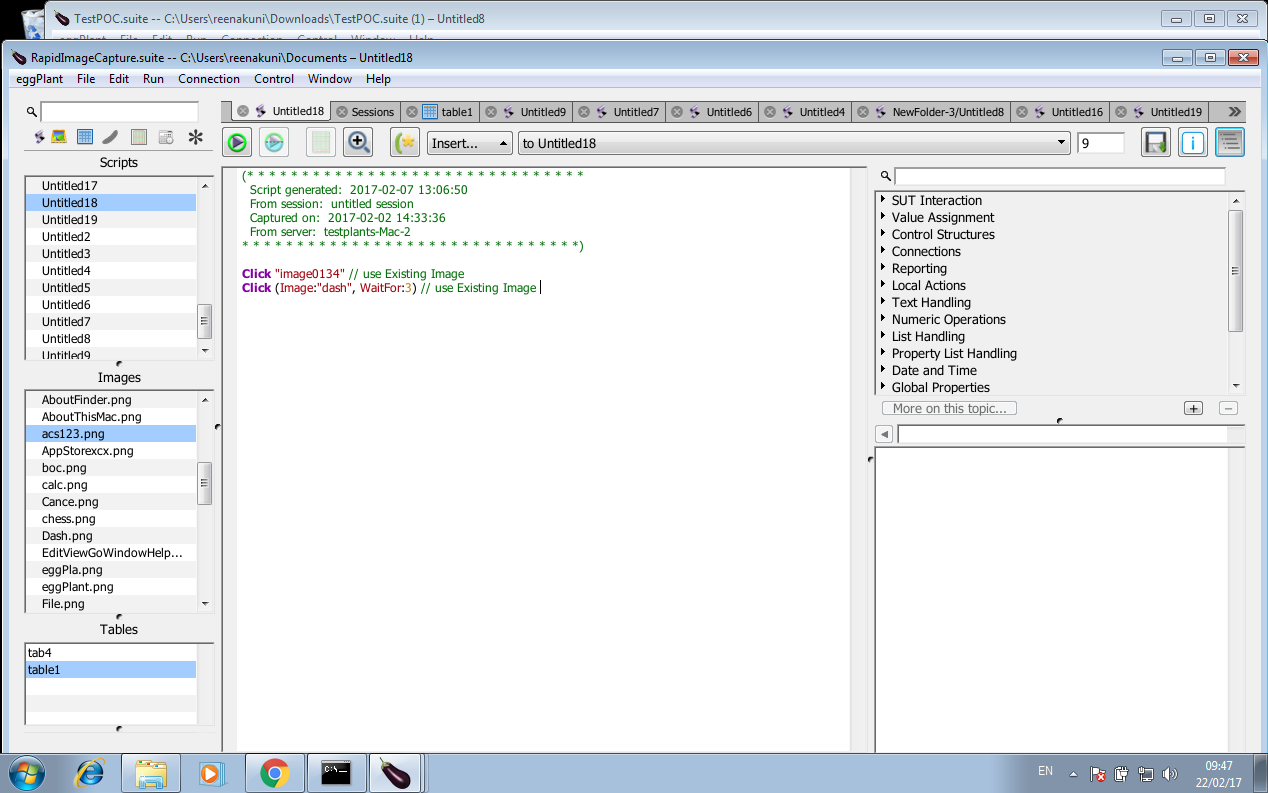 TestPOC.suite -- C:\Users\reenakuni\Downloads\TestPOC.suite (1) – Untitled8
RapidImageCapture.suite -- C:\Users\reenakuni\Documents – Untitled18
eggPlant File Edit Run Connection Control Window Help
Untitled18 Sessions table1 Untitled9 Untitled7 Untitled6 Untitled4 NewFolder-3/Untitled8 Untitled16 Untitled19
Insert... to Untitled18 9
Scripts
Untitled17
Untitled18
Untitled19
Untitled2
Untitled3
Untitled4
Untitled5
Untitled6
Untitled7
Untitled8
Untitled9
Images
AboutFinder.png
AboutThisMac.png
acs123.png
AppStorexcx.png
boc.png
calc.png
Cance.png
chess.png
Dash.png
EditViewGoWindowHelp...
eggPla.png
eggPlant.png
File.png
Tables
tab4
table1
(* * * * * * * * * * * * * * * * * * * * * * * * * * * * * * *
Script generated: 2017-02-07 13:06:50
From session: untitled session
Captured on: 2017-02-02 14:33:36
From server: testplants-Mac-2
* * * * * * * * * * * * * * * * * * * * * * * * * * * * * * *)
Click "image0134" // use Existing Image
Click (Image:"dash", WaitFor:3) // use Existing Image
SUT Interaction
Value Assignment
Control Structures
Connections
Reporting
Local Actions
Text Handling
Numeric Operations
List Handling
Property List Handling
Date and Time
Global Properties
More on this topic...
EN
09:47
22/02/17